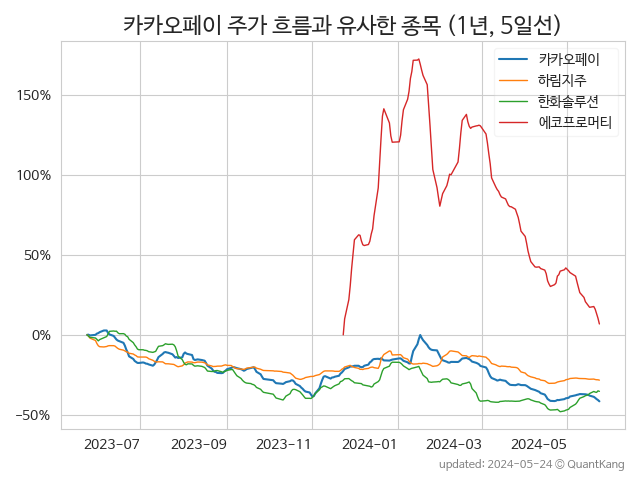 카카오페이 주가 흐름과 유사한 종목 (1년, 5일선)
카카오페이
하림지주
한화솔루션
에코프로머티
150%
100%
50%
0%
−50%
2023-07 2023-09 2023-11 2024-01 2024-03 2024-05
updated: 2024-05-24 © QuantKang